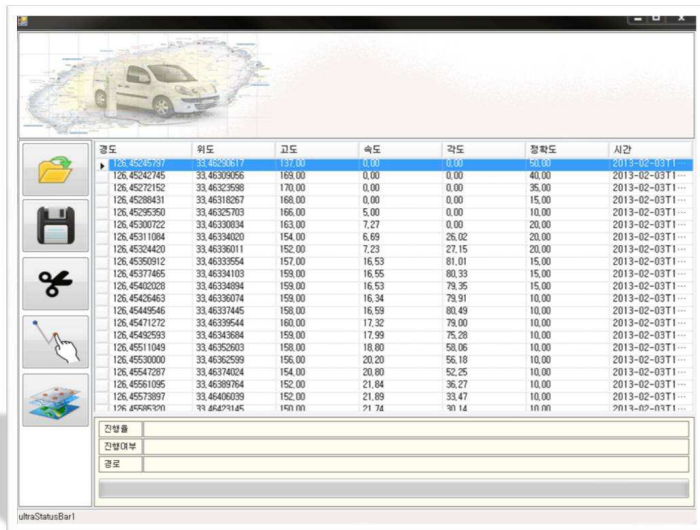 경도 위도 고도 속도 각도 정확도 시간
126,45245797 33,46290617 137,00 0,00 0,00 50,00 2013-02-03T1...
126,45242745 33,46309056 169,00 0,00 0,00 40,00 2013-02-03T1...
126,45272152 33,46323598 170,00 0,00 0,00 35,00 2013-02-03T1...
126,45288431 33,46318267 168,00 0,00 0,00 15,00 2013-02-03T1...
126,45295350 33,46325703 166,00 5,00 0,00 10,00 2013-02-03T1...
126,45300722 33,46330834 163,00 7,27 0,00 20,00 2013-02-03T1...
126,45311084 33,46334020 154,00 6,69 26,02 20,00 2013-02-03T1...
126,45324420 33,46336011 152,00 7,23 27,15 20,00 2013-02-03T1...
126,45350912 33,46333554 157,00 16,53 81,01 15,00 2013-02-03T1...
126,45377465 33,46334103 159,00 16,55 80,33 15,00 2013-02-03T1...
126,45402028 33,46334894 159,00 16,53 79,35 15,00 2013-02-03T1...
126,45426463 33,46336074 159,00 16,34 79,91 10,00 2013-02-03T1...
126,45449546 33,46337445 158,00 16,59 80,49 10,00 2013-02-03T1...
126,45471272 33,46339544 160,00 17,32 79,00 10,00 2013-02-03T1...
126,45492593 33,46343684 159,00 17,99 75,28 10,00 2013-02-03T1...
126,45511049 33,46352603 158,00 18,80 58,06 10,00 2013-02-03T1...
126,45530000 33,46362599 156,00 20,20 56,18 10,00 2013-02-03T1...
126,45547287 33,46374024 154,00 20,80 52,25 10,00 2013-02-03T1...
126,45561095 33,46389764 152,00 21,84 36,27 10,00 2013-02-03T1...
126,45573897 33,46406039 152,00 21,89 33,47 10,00 2013-02-03T1...
126,45585320 33,46423145 150,00 21,74 30,14 10,00 2013-02-03T1...
진행률
진행여부
경로
ultraStatusBar1